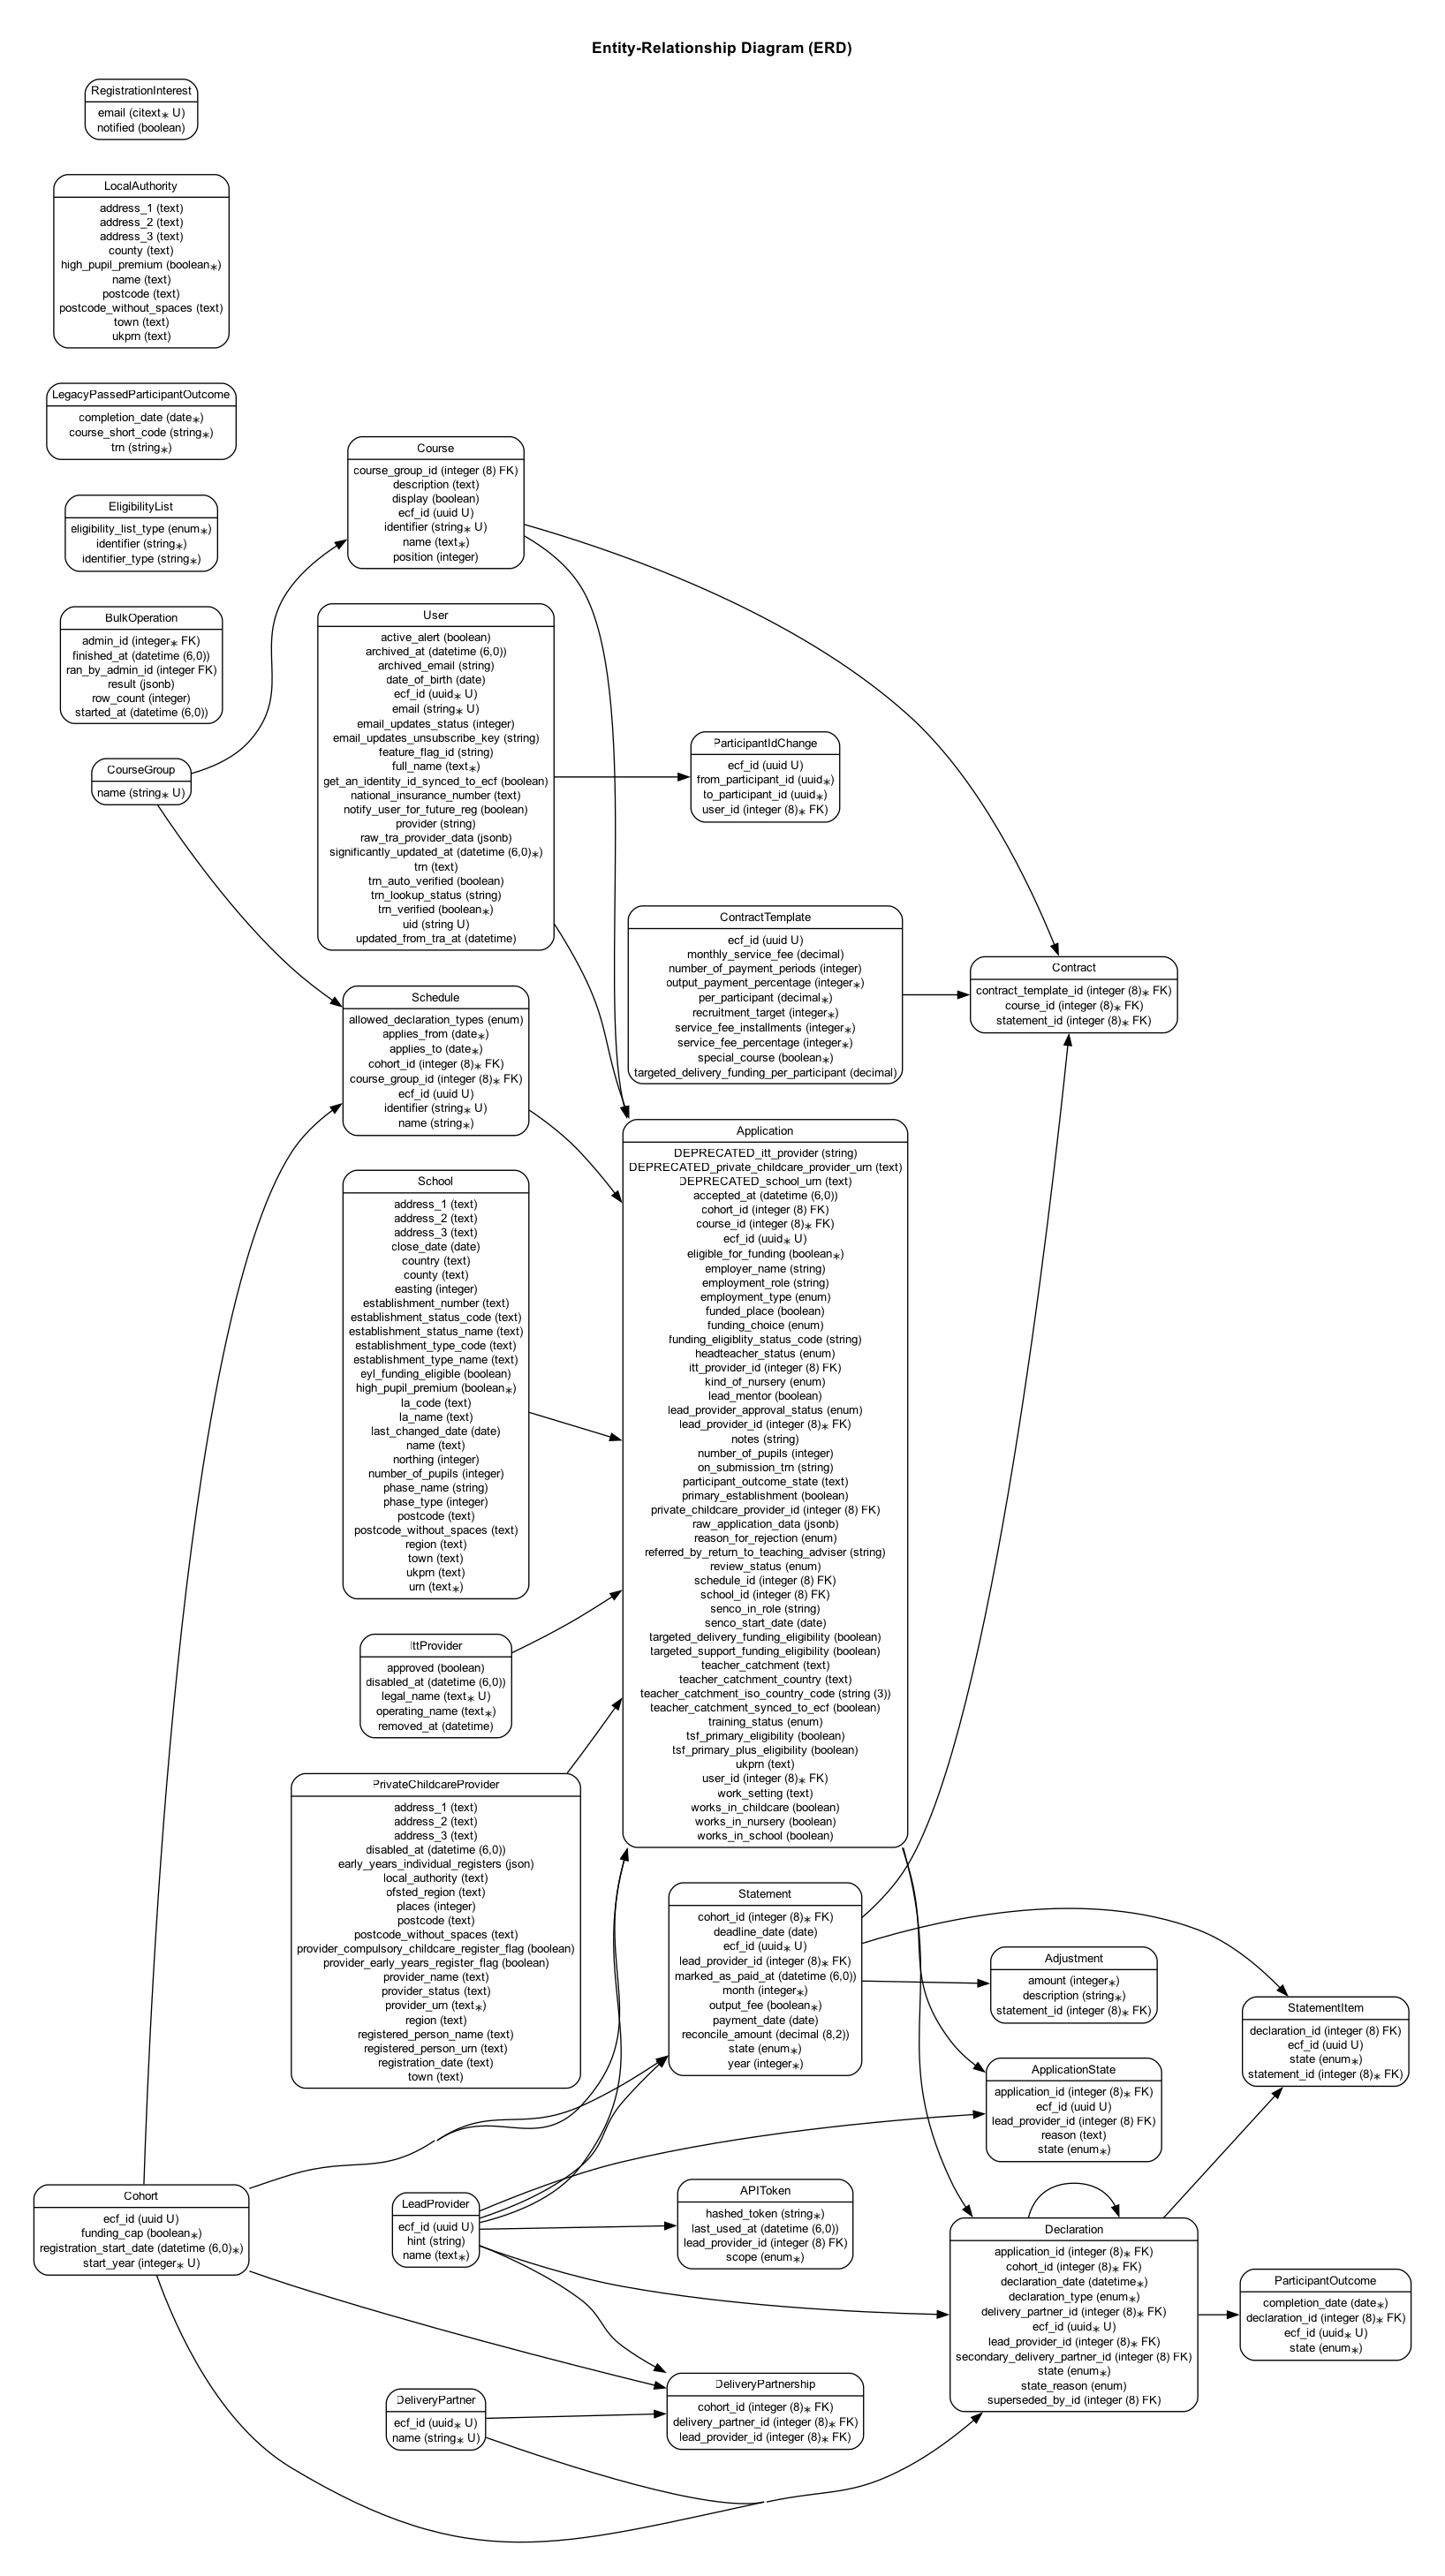 Entity-Relationship Diagram (ERD)
RegistrationInterest
email (citext∗ U)
notified (boolean)
LocalAuthority
address_1 (text)
address_2 (text)
address_3 (text)
county (text)
high_pupil_premium (boolean∗)
name (text)
postcode (text)
postcode_without_spaces (text)
town (text)
ukprn (text)
LegacyPassedParticipantOutcome
completion_date (date∗)
course_short_code (string∗)
trn (string∗)
EligibilityList
eligibility_list_type (enum∗)
identifier (string∗)
identifier_type (string∗)
BulkOperation
admin_id (integer∗ FK)
finished_at (datetime (6,0))
ran_by_admin_id (integer FK)
result (jsonb)
row_count (integer)
started_at (datetime (6,0))
CourseGroup
name (string∗ U)
Course
course_group_id (integer (8) FK)
description (text)
display (boolean)
ecf_id (uuid U)
identifier (string∗ U)
name (text∗)
position (integer)
User
active_alert (boolean)
archived_at (datetime (6,0))
archived_email (string)
date_of_birth (date)
ecf_id (uuid∗ U)
email (string∗ U)
email_updates_status (integer)
email_updates_unsubscribe_key (string)
feature_flag_id (string)
full_name (text∗)
get_an_identity_id_synced_to_ecf (boolean)
national_insurance_number (text)
notify_user_for_future_reg (boolean)
provider (string)
raw_tra_provider_data (jsonb)
significantly_updated_at (datetime (6,0)∗)
trn (text)
trn_auto_verified (boolean)
trn_lookup_status (string)
trn_verified (boolean∗)
uid (string U)
updated_from_tra_at (datetime)
ParticipantIdChange
ecf_id (uuid U)
from_participant_id (uuid∗)
to_participant_id (uuid∗)
user_id (integer (8)∗ FK)
ContractTemplate
ecf_id (uuid U)
monthly_service_fee (decimal)
number_of_payment_periods (integer)
output_payment_percentage (integer∗)
per_participant (decimal∗)
recruitment_target (integer∗)
service_fee_installments (integer∗)
service_fee_percentage (integer∗)
special_course (boolean∗)
targeted_delivery_funding_per_participant (decimal)
Contract
contract_template_id (integer (8)∗ FK)
course_id (integer (8)∗ FK)
statement_id (integer (8)∗ FK)
Schedule
allowed_declaration_types (enum)
applies_from (date∗)
applies_to (date∗)
cohort_id (integer (8)∗ FK)
course_group_id (integer (8)∗ FK)
ecf_id (uuid U)
identifier (string∗ U)
name (string∗)
School
address_1 (text)
address_2 (text)
address_3 (text)
close_date (date)
country (text)
county (text)
easting (integer)
establishment_number (text)
establishment_status_code (text)
establishment_status_name (text)
establishment_type_code (text)
establishment_type_name (text)
eyl_funding_eligible (boolean)
high_pupil_premium (boolean∗)
la_code (text)
la_name (text)
last_changed_date (date)
name (text)
northing (integer)
number_of_pupils (integer)
phase_name (string)
phase_type (integer)
postcode (text)
postcode_without_spaces (text)
region (text)
town (text)
ukprn (text)
urn (text∗)
Application
DEPRECATED_itt_provider (string)
DEPRECATED_private_childcare_provider_urn (text)
DEPRECATED_school_urn (text)
accepted_at (datetime (6,0))
cohort_id (integer (8) FK)
course_id (integer (8)∗ FK)
ecf_id (uuid∗ U)
eligible_for_funding (boolean∗)
employer_name (string)
employment_role (string)
employment_type (enum)
funded_place (boolean)
funding_choice (enum)
funding_eligiblity_status_code (string)
headteacher_status (enum)
itt_provider_id (integer (8) FK)
kind_of_nursery (enum)
lead_mentor (boolean)
lead_provider_approval_status (enum)
lead_provider_id (integer (8)∗ FK)
notes (string)
number_of_pupils (integer)
on_submission_trn (string)
participant_outcome_state (text)
primary_establishment (boolean)
private_childcare_provider_id (integer (8) FK)
raw_application_data (jsonb)
reason_for_rejection (enum)
referred_by_return_to_teaching_adviser (string)
review_status (enum)
schedule_id (integer (8) FK)
school_id (integer (8) FK)
senco_in_role (string)
senco_start_date (date)
targeted_delivery_funding_eligibility (boolean)
targeted_support_funding_eligibility (boolean)
teacher_catchment (text)
teacher_catchment_country (text)
teacher_catchment_iso_country_code (string (3))
teacher_catchment_synced_to_ecf (boolean)
training_status (enum)
tsf_primary_eligibility (boolean)
tsf_primary_plus_eligibility (boolean)
ukprn (text)
user_id (integer (8)∗ FK)
work_setting (text)
works_in_childcare (boolean)
works_in_nursery (boolean)
works_in_school (boolean)
IttProvider
approved (boolean)
disabled_at (datetime (6,0))
legal_name (text∗ U)
operating_name (text∗)
removed_at (datetime)
PrivateChildcareProvider
address_1 (text)
address_2 (text)
address_3 (text)
disabled_at (datetime (6,0))
early_years_individual_registers (json)
local_authority (text)
ofsted_region (text)
places (integer)
postcode (text)
postcode_without_spaces (text)
provider_compulsory_childcare_register_flag (boolean)
provider_early_years_register_flag (boolean)
provider_name (text)
provider_status (text)
provider_urn (text∗)
region (text)
registered_person_name (text)
registered_person_urn (text)
registration_date (text)
town (text)
Statement
cohort_id (integer (8)∗ FK)
deadline_date (date)
ecf_id (uuid∗ U)
lead_provider_id (integer (8)∗ FK)
marked_as_paid_at (datetime (6,0))
month (integer∗)
output_fee (boolean∗)
payment_date (date)
reconcile_amount (decimal (8,2))
state (enum∗)
year (integer∗)
Adjustment
amount (integer∗)
description (string∗)
statement_id (integer (8)∗ FK)
StatementItem
declaration_id (integer (8) FK)
ecf_id (uuid U)
state (enum∗)
statement_id (integer (8)∗ FK)
ApplicationState
application_id (integer (8)∗ FK)
ecf_id (uuid U)
lead_provider_id (integer (8) FK)
reason (text)
state (enum∗)
Cohort
ecf_id (uuid U)
funding_cap (boolean∗)
registration_start_date (datetime (6,0)∗)
start_year (integer∗ U)
LeadProvider
ecf_id (uuid U)
hint (string)
name (text∗)
APIToken
hashed_token (string∗)
last_used_at (datetime (6,0))
lead_provider_id (integer (8) FK)
scope (enum∗)
Declaration
application_id (integer (8)∗ FK)
cohort_id (integer (8)∗ FK)
declaration_date (datetime∗)
declaration_type (enum∗)
delivery_partner_id (integer (8)∗ FK)
ecf_id (uuid∗ U)
lead_provider_id (integer (8)∗ FK)
secondary_delivery_partner_id (integer (8) FK)
state (enum∗)
state_reason (enum)
superseded_by_id (integer (8) FK)
ParticipantOutcome
completion_date (date∗)
declaration_id (integer (8)∗ FK)
ecf_id (uuid∗ U)
state (enum∗)
DeliveryPartner
ecf_id (uuid∗ U)
name (string∗ U)
DeliveryPartnership
cohort_id (integer (8)∗ FK)
delivery_partner_id (integer (8)∗ FK)
lead_provider_id (integer (8)∗ FK)